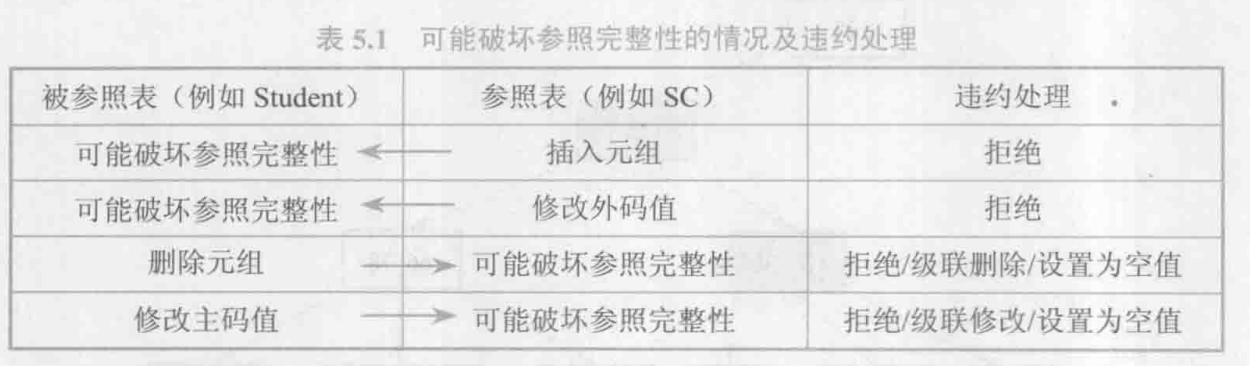 表 5.1 可能破坏参照完整性的情况及违约处理
被参照表（例如 Student） 参照表（例如 SC） 违约处理
可能破坏参照完整性 插入元组 拒绝
可能破坏参照完整性 修改外码值 拒绝
删除元组 可能破坏参照完整性 拒绝/级联删除/设置为空值
修改主码值 可能破坏参照完整性 拒绝/级联修改/设置为空值